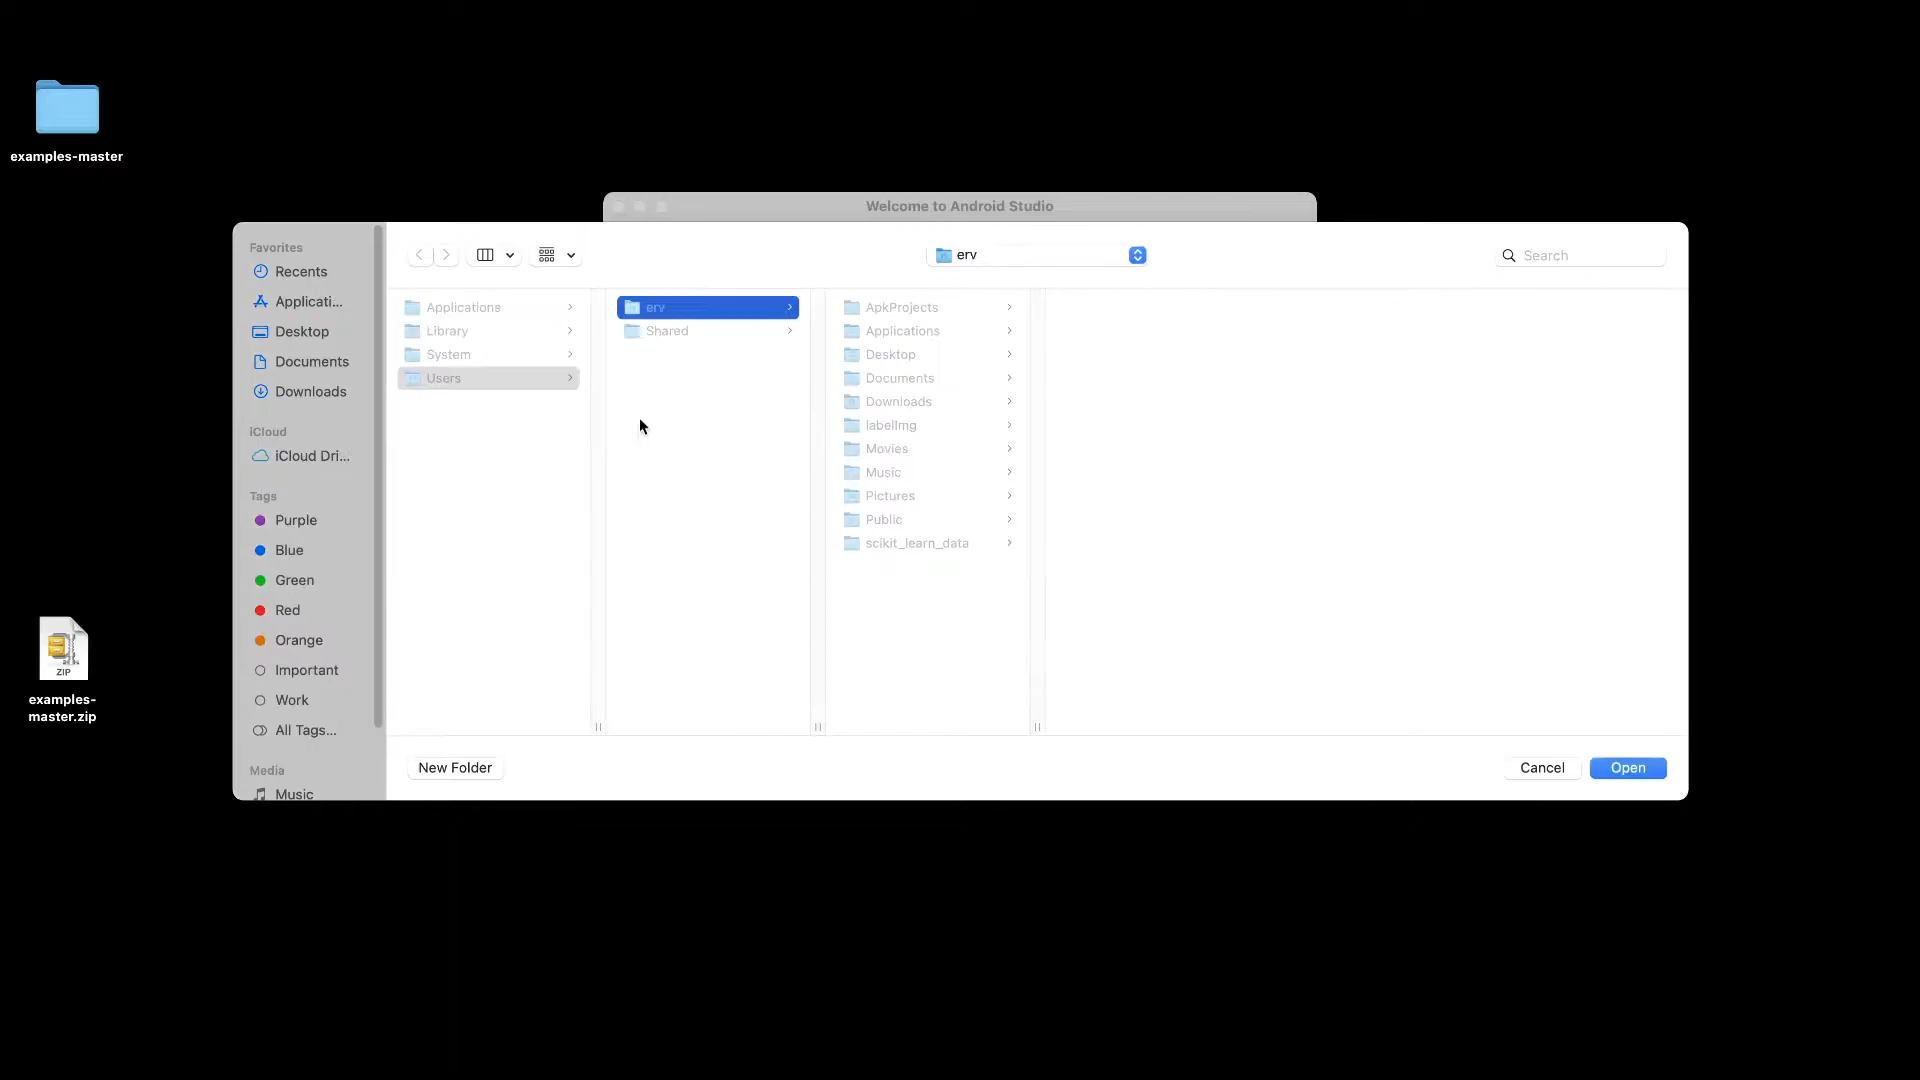 examples-master
Welcome to Android Studio
Favorites
Recents
Applicati...
Desktop
Documents
Downloads
iCloud
iCloud Dri...
Tags
Purple
Blue
Green
Red
Orange
Important
Work
All Tags...
Media
Music
erv
Search
Applications
Library
System
Users
erv
Shared
ApkProjects
Applications
Desktop
Documents
Downloads
labelImg
Movies
Music
Pictures
Public
scikit_learn_data
New Folder
Cancel
Open
ZIP
examples-
master.zip